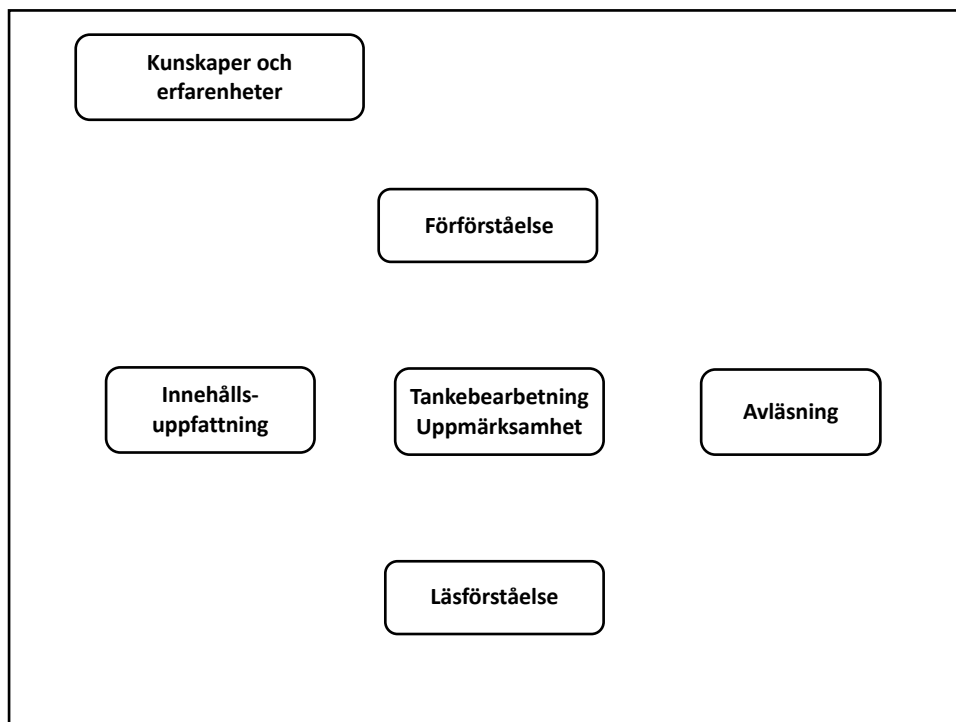 Kunskaper och
erfarenheter
Förförståelse
Innehålls-
uppfattning
Tankebearbetning
Uppmärksamhet
Avläsning
Läsförståelse